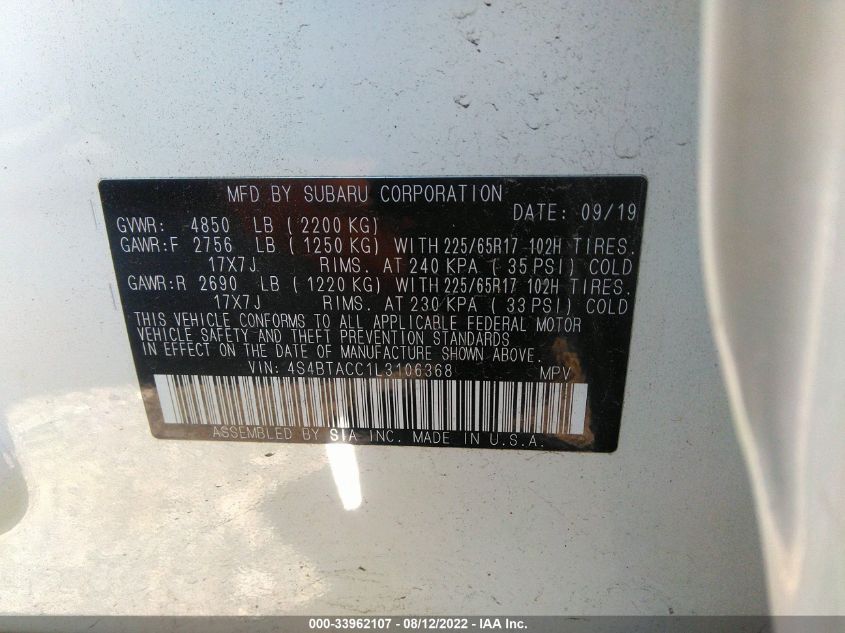 MFD BY SUBARU CORPORATION
DATE: 09/19
GVWR: 4850 LB ( 2200 KG)
GAWR:F 2756 LB ( 1250 KG) WITH 225/65R17 102H TIRES.
17X7J RIMS. AT 240 KPA ( 35 PSI) COLD
GAWR:R 2690 LB ( 1220 KG) WITH 225/65R17 102H TIRES.
17X7J RIMS. AT 230 KPA ( 33 PSI) COLD
THIS VEHICLE CONFORMS TO ALL APPLICABLE FEDERAL MOTOR
VEHICLE SAFETY AND THEFT PREVENTION STANDARDS
IN EFFECT ON THE DATE OF MANUFACTURE SHOWN ABOVE.
VIN: 4S4BTACC1L3106368 MPV
ASSEMBLED BY SIA INC. MADE IN U.S.A.
000-33962107 - 08/12/2022 - IAA Inc.